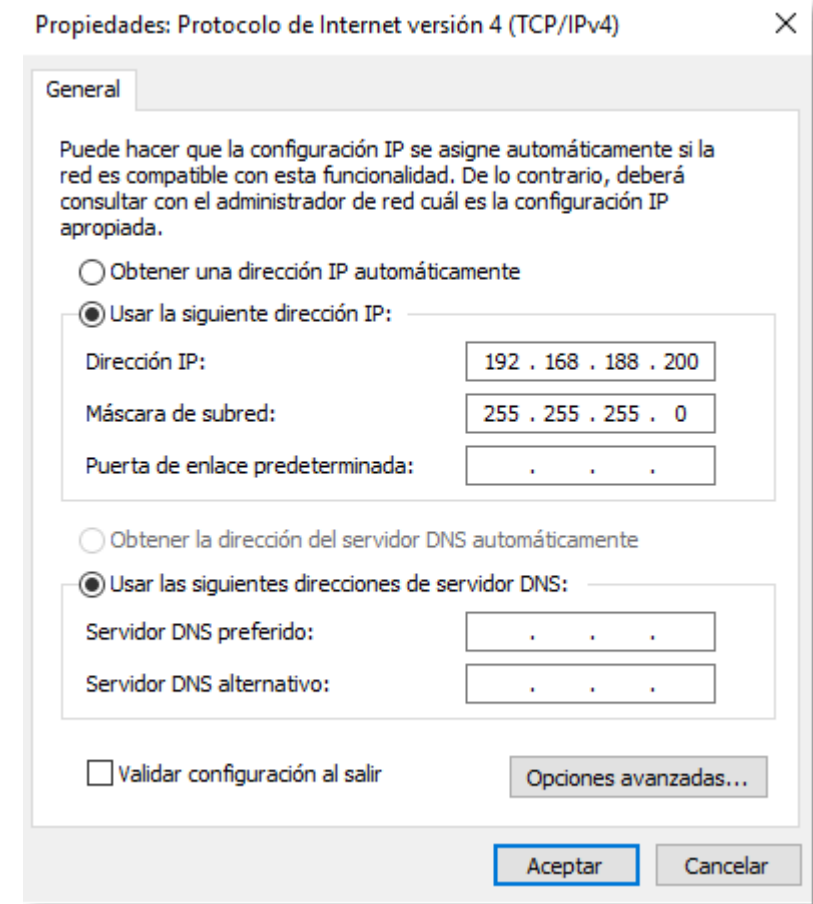 Propiedades: Protocolo de Internet versión 4 (TCP/IPv4)
General
Puede hacer que la configuración IP se asigne automáticamente si la
red es compatible con esta funcionalidad. De lo contrario, deberá
consultar con el administrador de red cuál es la configuración IP
apropiada.
Obtener una dirección IP automáticamente
Usar la siguiente dirección IP:
Dirección IP: 192 . 168 . 188 . 200
Máscara de subred: 255 . 255 . 255 . 0
Puerta de enlace predeterminada: . . .
Obtener la dirección del servidor DNS automáticamente
Usar las siguientes direcciones de servidor DNS:
Servidor DNS preferido: . . .
Servidor DNS alternativo: . . .
Validar configuración al salir Opciones avanzadas...
Aceptar Cancelar